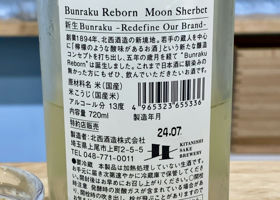 Bunraku Reborn Moon Sherbet
新生Bunraku -Redefine Our Brand-
創業1894年、北西酒造の新境地。若手の蔵人を中心
に「檸檬のような酸味があるお酒」という新たな醸造
コンセプトを打ち出し、五年の歳月を経て "Bunraku
Reborn"は誕生しました。これまで日本酒に馴染みの
無かった方にもぜひ、飲んでいただきたいお酒です。
原材料名 米(国産)
米こうじ(国産米)
アルコール分 13度
内容量 720ml
特約店販売
4 965323 655336
製造年月
24.07.
製造者 北西酒造株式会社
埼玉県上尾市上町2-5-5
TEL 048-771-0011
KITANISHI
SAKE
BREWERY